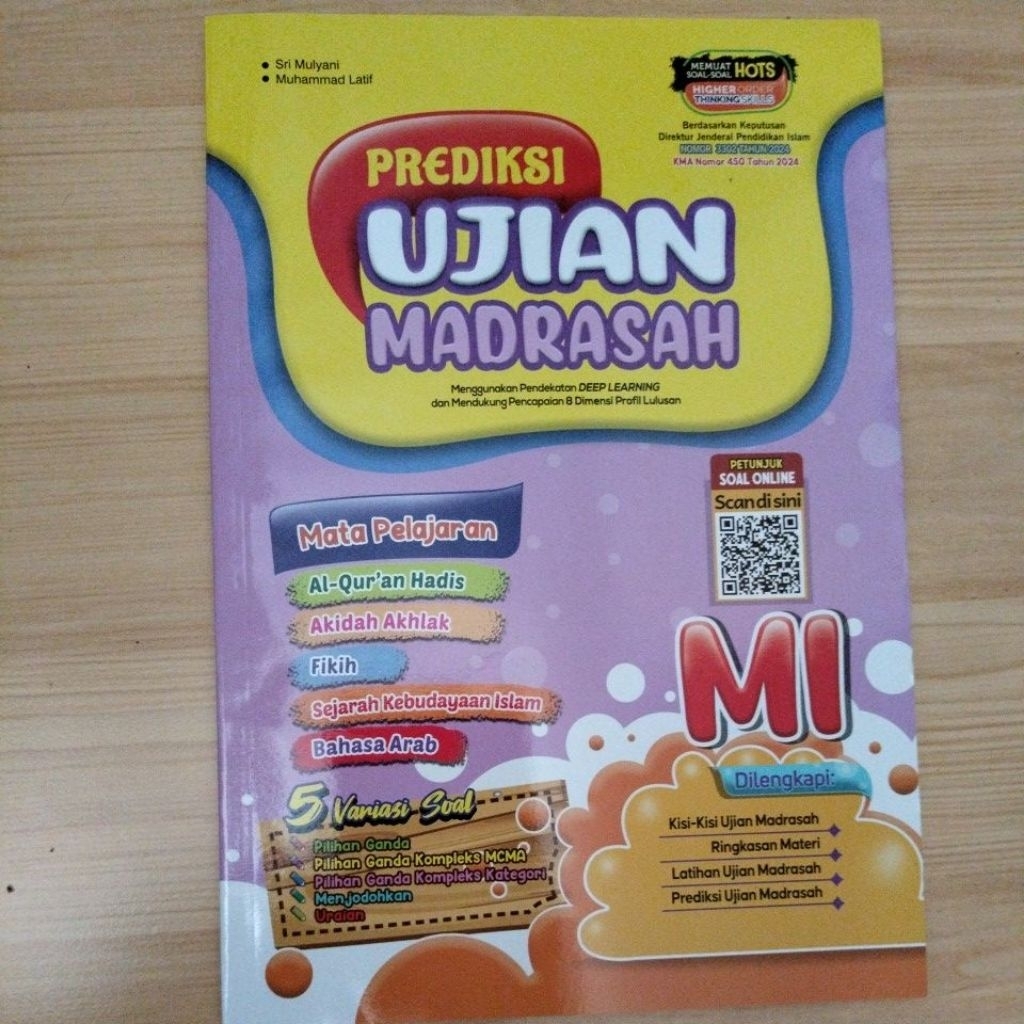 Sri Mulyani
Muhammad Latif
MEMUAT
SOAL-SOAL HOTS
HIGHER ORDER
THINKING SKILLS
Berdasarkan Keputusan
Direktur Jenderal Pendidikan Islam
NOMOR 3302 TAHUN 2024
KMA Nomor 450 Tahun 2024
PREDIKSI
UJIAN
MADRASAH
Menggunakan Pendekatan DEEP LEARNING
dan Mendukung Pencapaian 8 Dimensi Profil Lulusan
PETUNJUK
SOAL ONLINE
Scan di sini
Mata Pelajaran
Al-Qur'an Hadis
Akidah Akhlak
Fikih
Sejarah Kebudayaan Islam
Bahasa Arab
MI
5 Variasi Soal
Pilihan Ganda
Pilihan Ganda Kompleks MCMA
Pilihan Ganda Kompleks Kategori
Menjodohkan
Uraian
Dilengkapi:
Kisi-Kisi Ujian Madrasah
Ringkasan Materi
Latihan Ujian Madrasah
Prediksi Ujian Madrasah